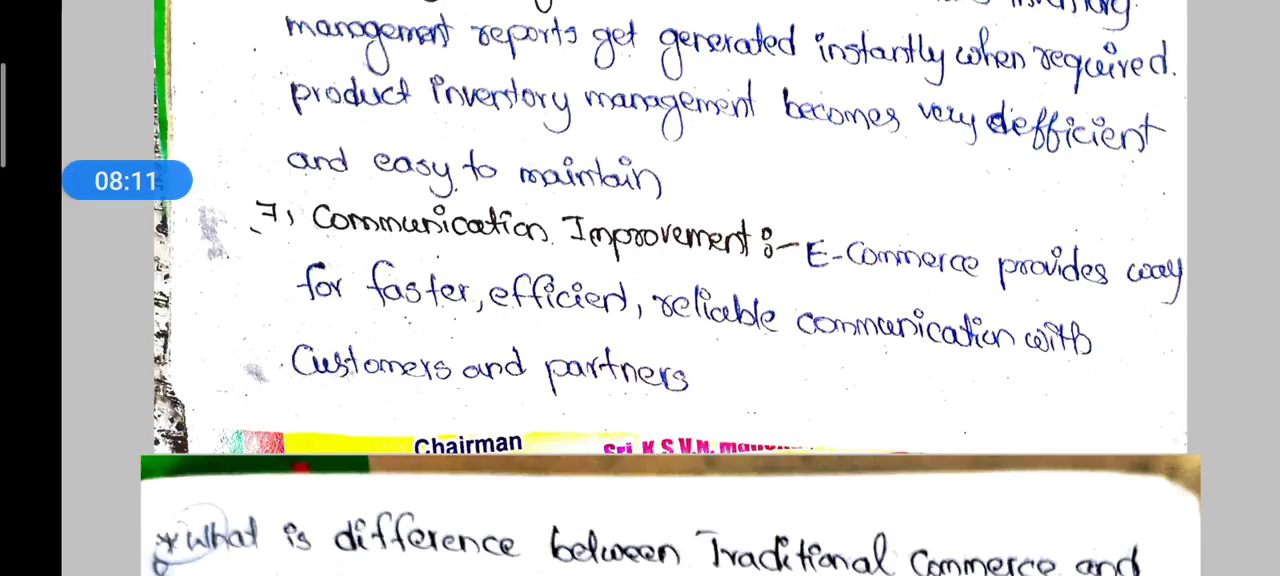 management reports get generated instantly when required.
product inventory management becomes very defficient
and easy to maintain
08:11
7, Communication Improvement :- E-Commerce provides way
for faster, efficient, reliable communication with
Customers and partners
Chairman
Sri K.S.V.N.
*What is difference between Traditional Commerce and